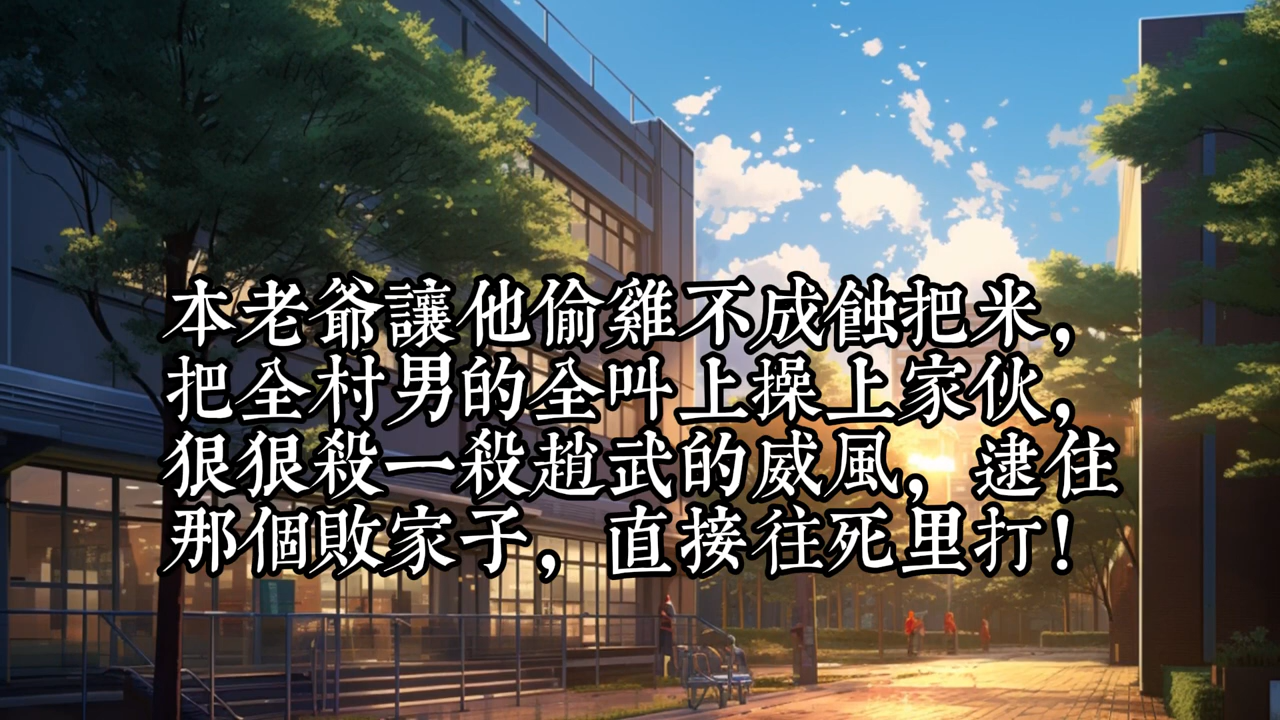 本老爺讓他偷雞不成蝕把米，
把全村男的全叫上操上家伙，
狠狠殺一殺趙武的威風，逮住
那個敗家子，直接往死里打！